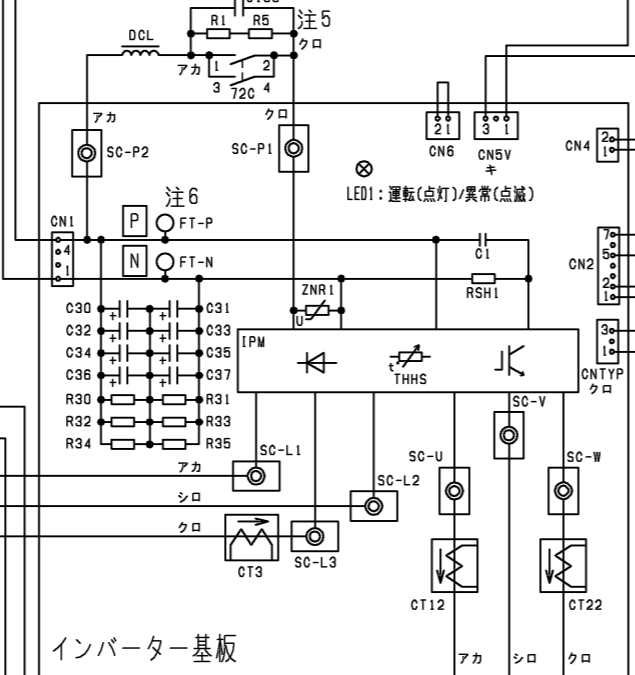 R1
R5
注5
DCL
クロ
アカ
1
2
3
72C
4
アカ
クロ
2
1
3
1
CN6
CN5V
キ
CN4
2
1
SC-P2
SC-P1
LED1：運転(点灯)/異常(点滅)
注6
CN1
P
FT-P
4
1
N
FT-N
C1
RSH1
CN2
7
5
2
1
ZNR1
U
C30
+
+
C31
C32
+
+
C33
C34
+
+
C35
C36
+
+
C37
R30
R31
R32
R33
R34
R35
IPM
t°
THHS
3
1
CNTYP
クロ
SC-V
SC-L1
SC-U
SC-W
アカ
SC-L2
シロ
クロ
CT3
SC-L3
CT12
CT22
インバーター基板
アカ
シロ
クロ